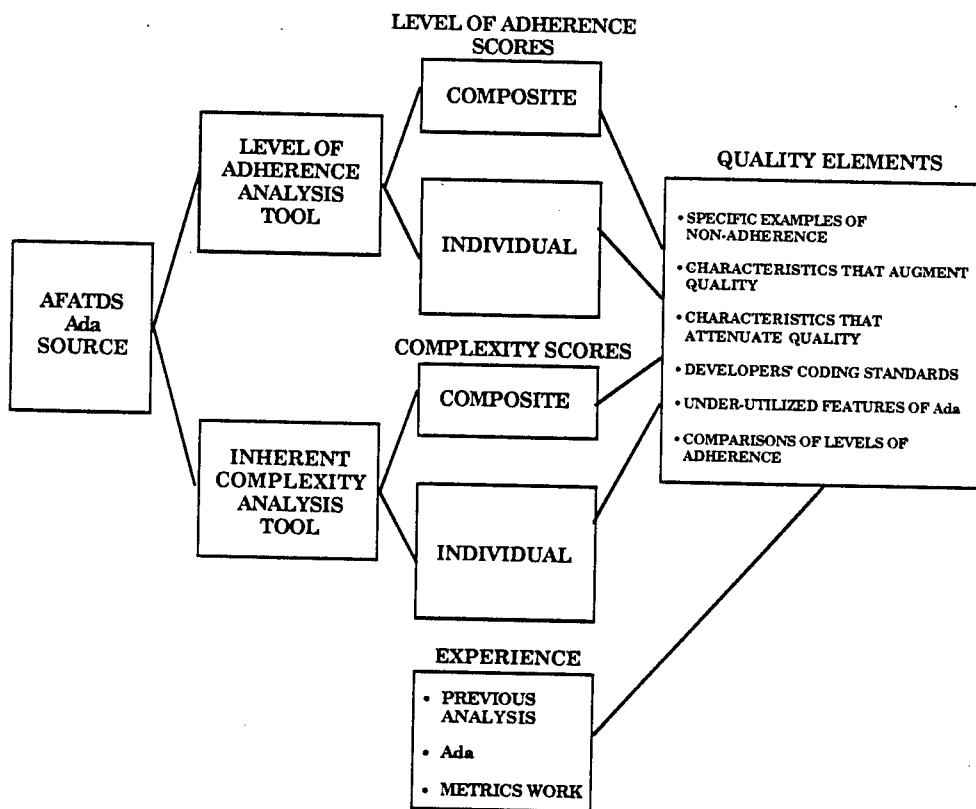 LEVEL OF ADHERENCE
SCORES
COMPOSITE
LEVEL OF
ADHERENCE
ANALYSIS
TOOL
INDIVIDUAL
AFATDS
Ada
SOURCE
COMPLEXITY SCORES
COMPOSITE
INHERENT
COMPLEXITY
ANALYSIS
TOOL
INDIVIDUAL
QUALITY ELEMENTS
• SPECIFIC EXAMPLES OF
NON-ADHERENCE
• CHARACTERISTICS THAT AUGMENT
QUALITY
• CHARACTERISTICS THAT
ATTENUATE QUALITY
• DEVELOPERS' CODING STANDARDS
• UNDER-UTILIZED FEATURES OF Ada
• COMPARISONS OF LEVELS OF
ADHERENCE
EXPERIENCE
• PREVIOUS
ANALYSIS
• Ada
• METRICS WORK